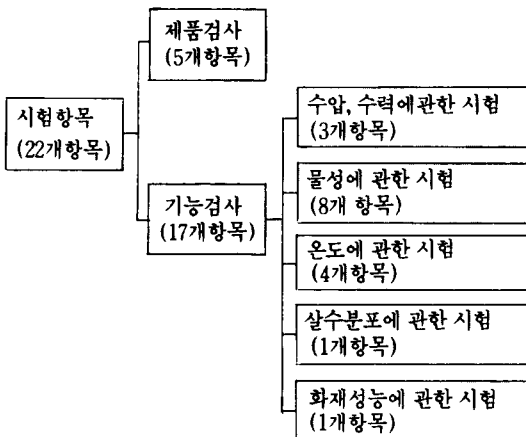 제품검사
(5개항목)
시험항목
(22개항목)
기능검사
(17개항목)
수압, 수력에관한 시험
(3개항목)
물성에 관한 시험
(8개 항목)
온도에 관한 시험
(4개항목)
살수분포에 관한 시험
(1개항목)
화재성능에 관한 시험
(1개항목)